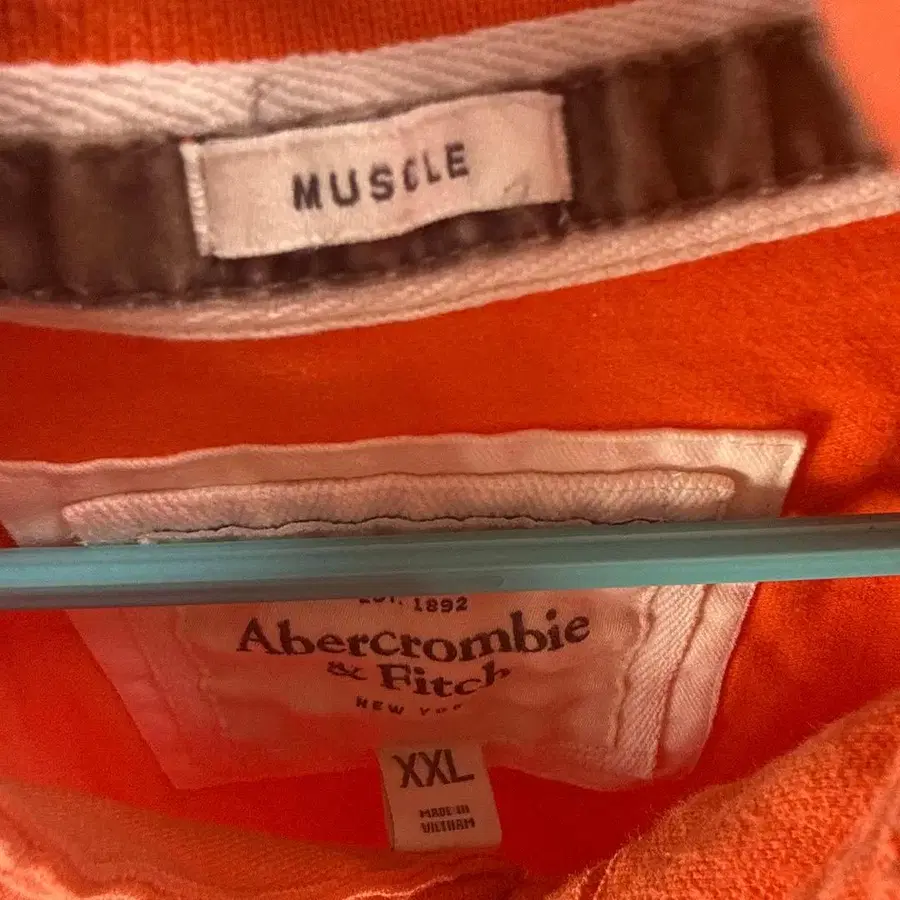 MUSCLE
EST. 1892
Abercrombie
& Fitch
NEW YORK
XXL
MADE IN
VIETNAM